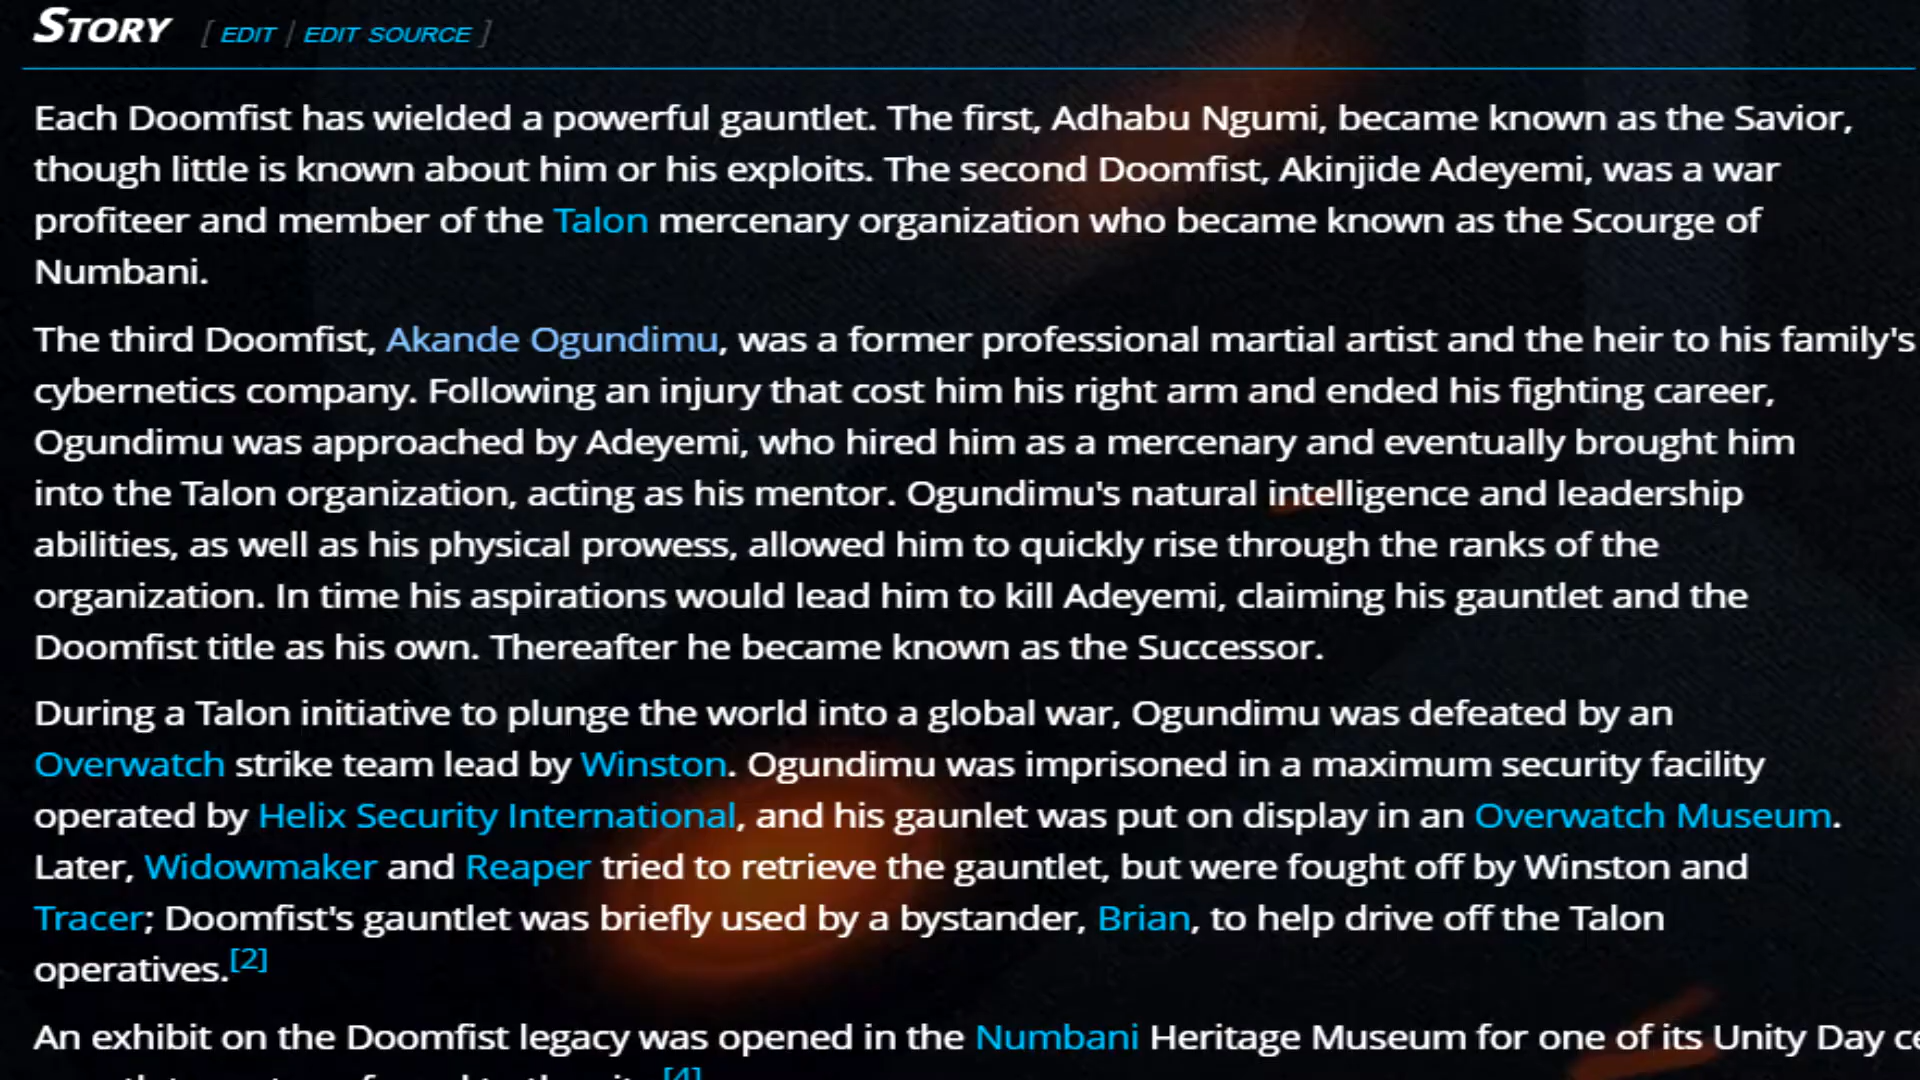 STORY [ EDIT | EDIT SOURCE ]
Each Doomfist has wielded a powerful gauntlet. The first, Adhabu Ngumi, became known as the Savior,
though little is known about him or his exploits. The second Doomfist, Akinjide Adeyemi, was a war
profiteer and member of the Talon mercenary organization who became known as the Scourge of
Numbani.
The third Doomfist, Akande Ogundimu, was a former professional martial artist and the heir to his family's
cybernetics company. Following an injury that cost him his right arm and ended his fighting career,
Ogundimu was approached by Adeyemi, who hired him as a mercenary and eventually brought him
into the Talon organization, acting as his mentor. Ogundimu's natural intelligence and leadership
abilities, as well as his physical prowess, allowed him to quickly rise through the ranks of the
organization. In time his aspirations would lead him to kill Adeyemi, claiming his gauntlet and the
Doomfist title as his own. Thereafter he became known as the Successor.
During a Talon initiative to plunge the world into a global war, Ogundimu was defeated by an
Overwatch strike team lead by Winston. Ogundimu was imprisoned in a maximum security facility
operated by Helix Security International, and his gaunlet was put on display in an Overwatch Museum.
Later, Widowmaker and Reaper tried to retrieve the gauntlet, but were fought off by Winston and
Tracer; Doomfist's gauntlet was briefly used by a bystander, Brian, to help drive off the Talon
operatives.[2]
An exhibit on the Doomfist legacy was opened in the Numbani Heritage Museum for one of its Unity Day
[4]